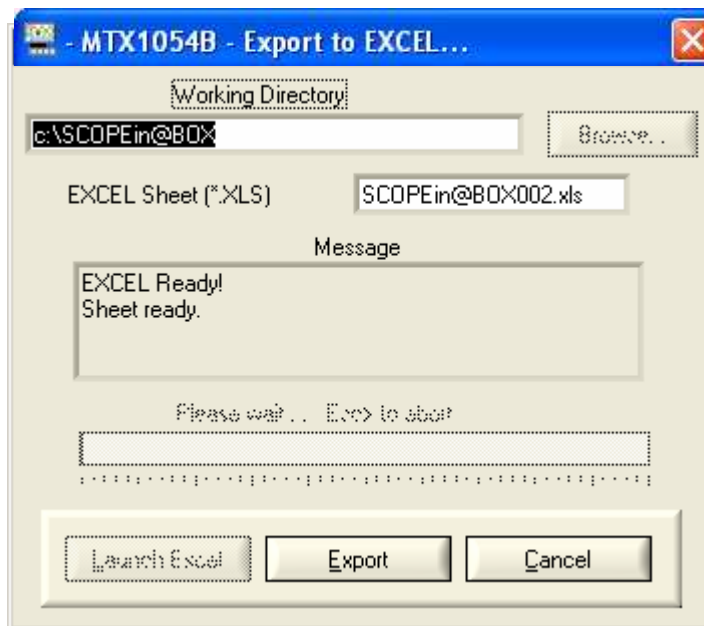 - MTX1054B - Export to EXCEL...
Working Directory
c:\SCOPEin@BOX
Browse...
EXCEL Sheet (*.XLS)
SCOPEin@BOX002.xls
Message
EXCEL Ready!
Sheet ready.
Please wait... <Esc> to abort
Launch Excel
Export
Cancel